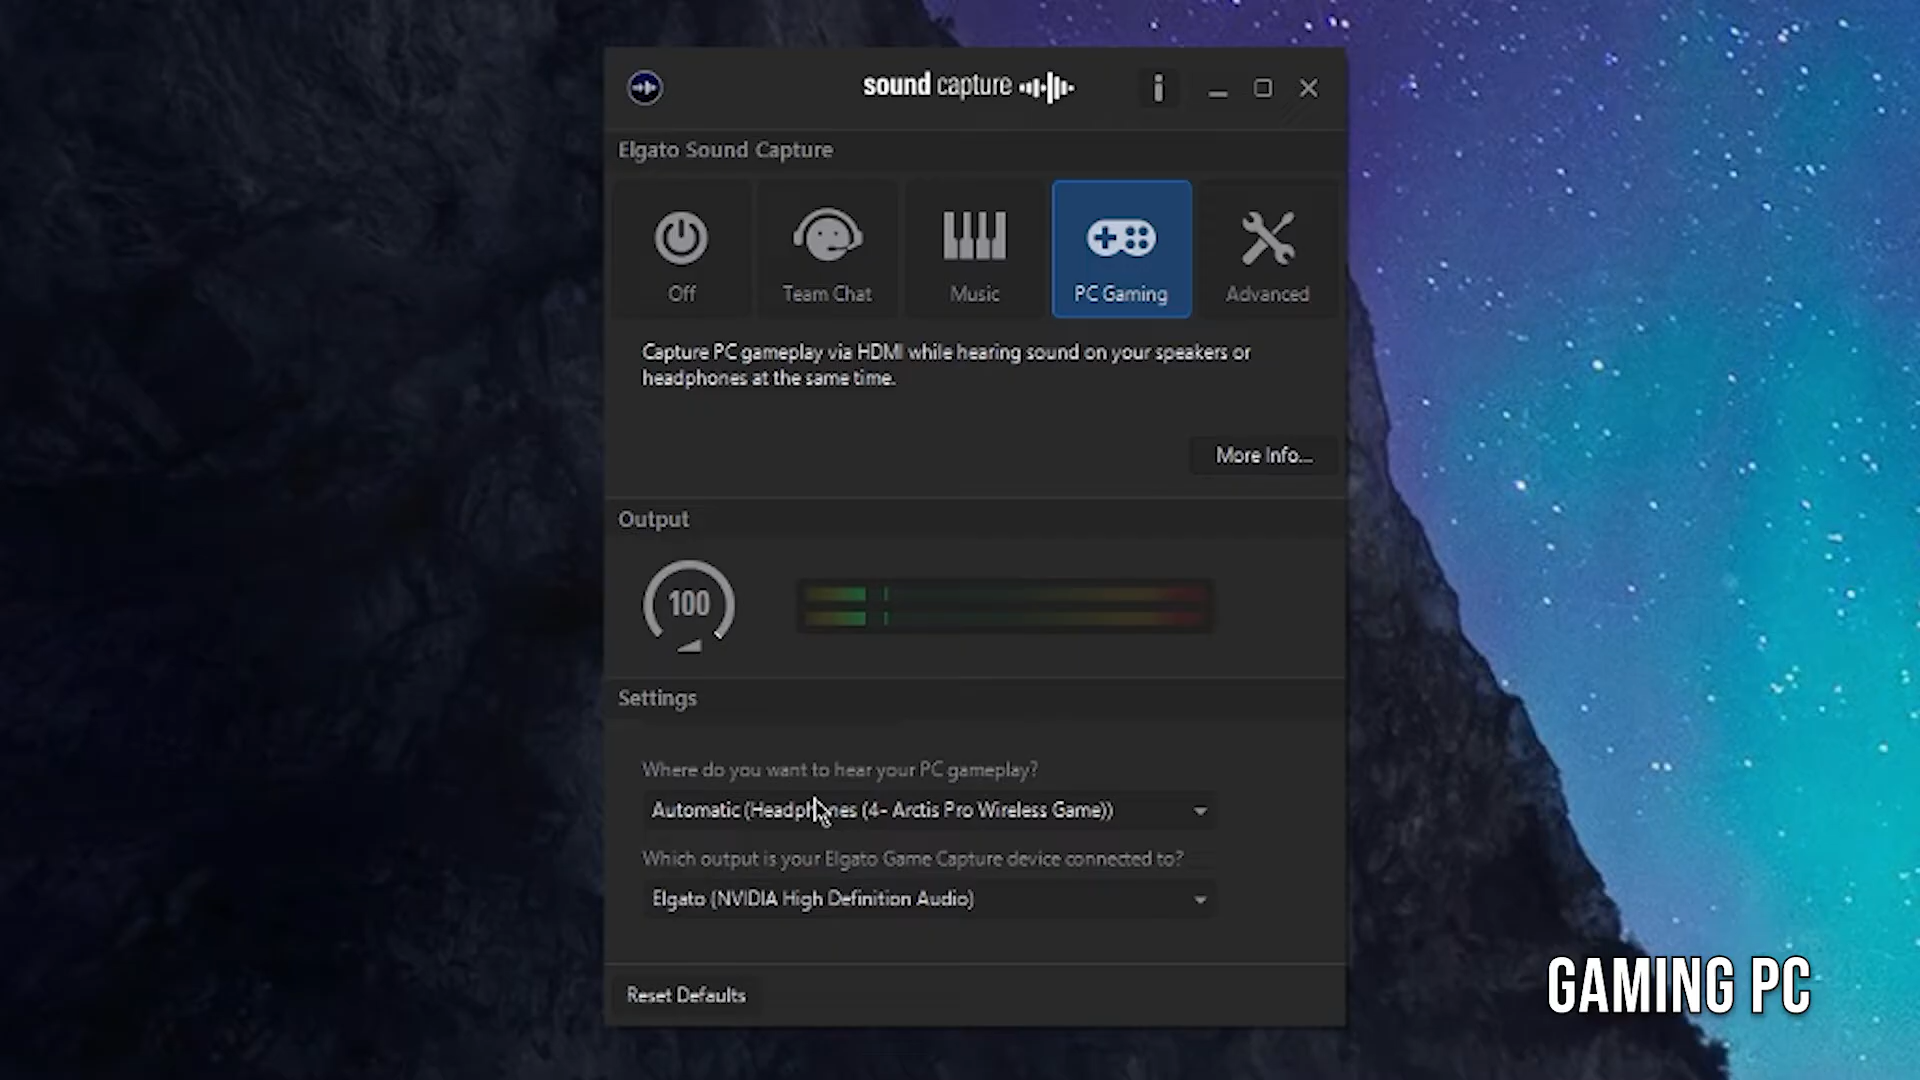 sound capture
Elgato Sound Capture
Off
Team Chat
Music
PC Gaming
Advanced
Capture PC gameplay via HDMI while hearing sound on your speakers or
headphones at the same time.
More Info...
Output
100
Settings
Where do you want to hear your PC gameplay?
Automatic (Headphones (4- Arctis Pro Wireless Game))
Which output is your Elgato Game Capture device connected to?
Elgato (NVIDIA High Definition Audio)
Reset Defaults
GAMING PC